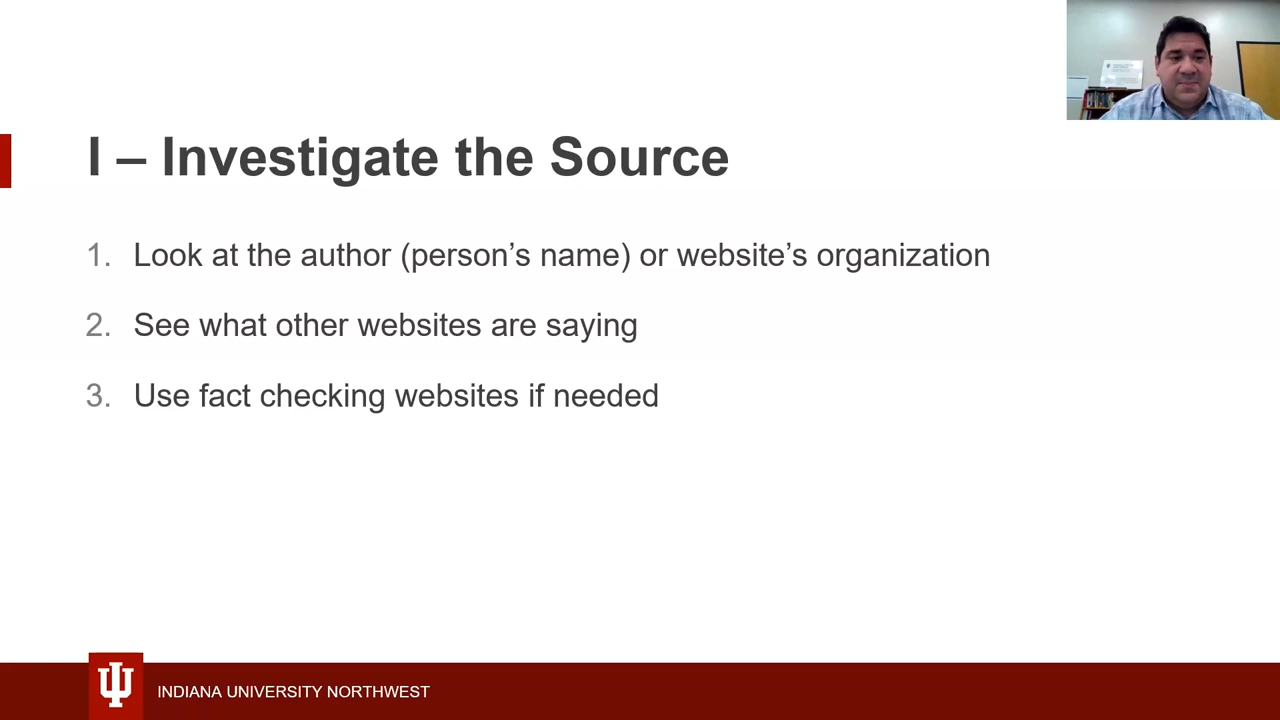 I – Investigate the Source
1. Look at the author (person’s name) or website’s organization
2. See what other websites are saying
3. Use fact checking websites if needed
INDIANA UNIVERSITY NORTHWEST